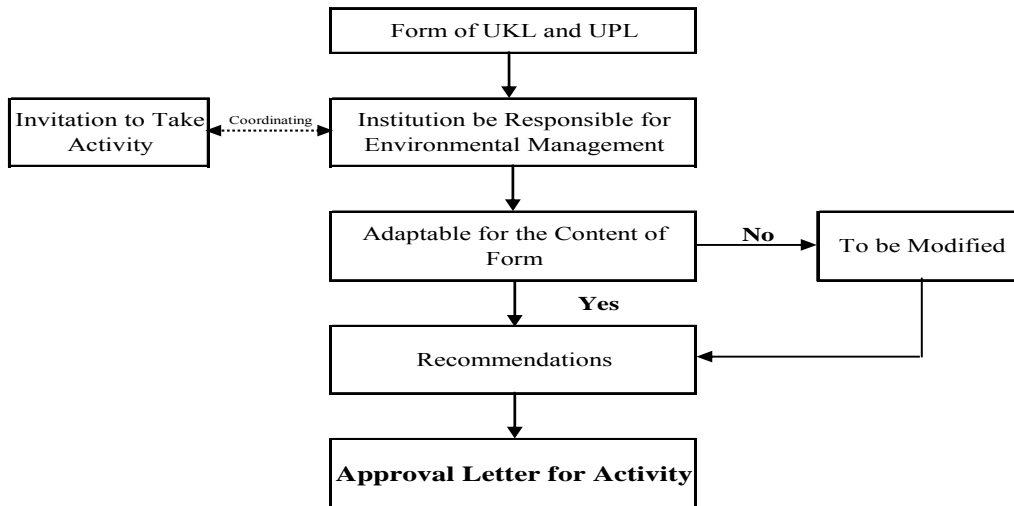 Form of UKL and UPL
Invitation to Take
Activity
Coordinating
Institution be Responsible for
Environmental Management
Adaptable for the Content of
Form
No
To be Modified
Yes
Recommendations
Approval Letter for Activity